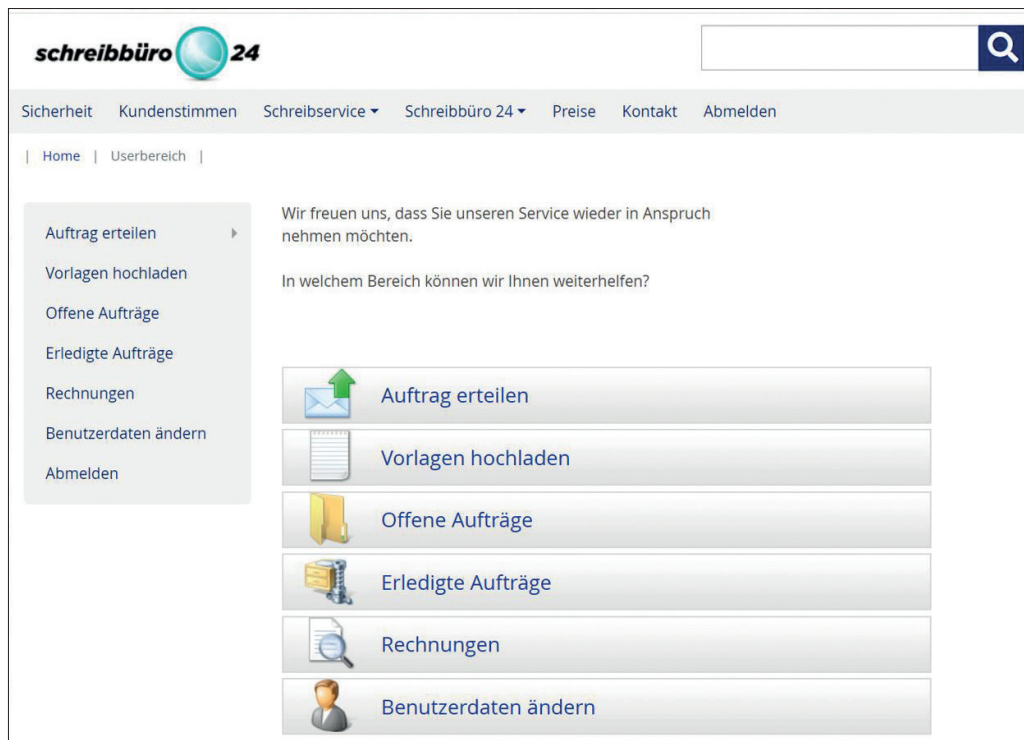 schreibbüro 24
Sicherheit Kundenstimmen Schreibservice Schreibbüro 24 Preise Kontakt Abmelden
| Home | Userbereich |
Auftrag erteilen
Vorlagen hochladen
Offene Aufträge
Erledigte Aufträge
Rechnungen
Benutzerdaten ändern
Abmelden
Wir freuen uns, dass Sie unseren Service wieder in Anspruch
nehmen möchten.
In welchem Bereich können wir Ihnen weiterhelfen?
Auftrag erteilen
Vorlagen hochladen
Offene Aufträge
Erledigte Aufträge
Rechnungen
Benutzerdaten ändern